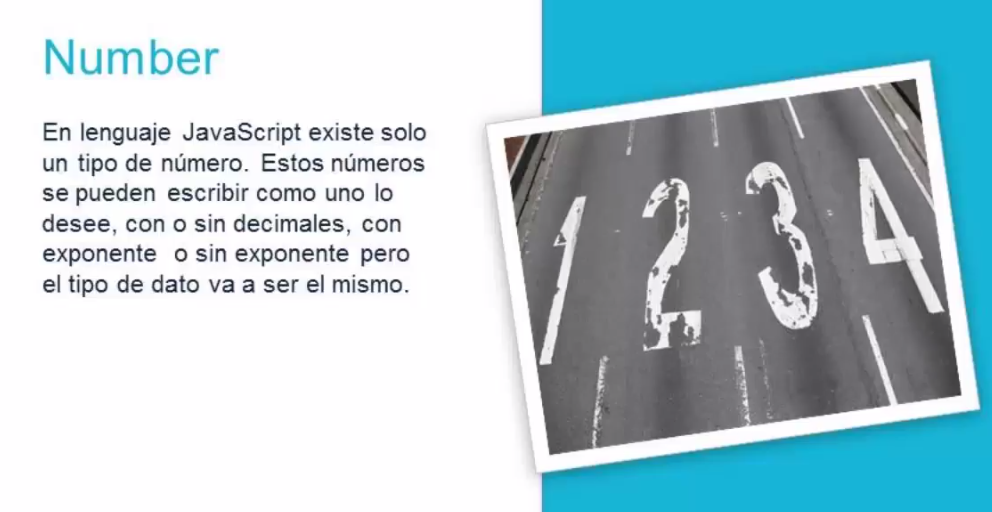 Number
En lenguaje JavaScript existe solo
un tipo de número. Estos números
se pueden escribir como uno lo
desee, con o sin decimales, con
exponente o sin exponente pero
el tipo de dato va a ser el mismo.
1 2 3 4